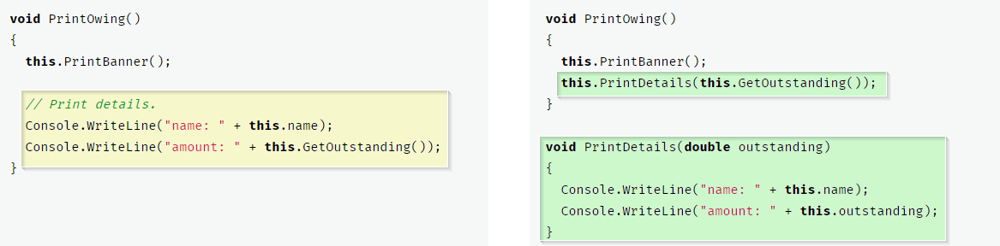 void PrintOwing()
{
  this.PrintBanner();

  // Print details.
  Console.WriteLine("name: " + this.name);
  Console.WriteLine("amount: " + this.GetOutstanding());
}
void PrintOwing()
{
  this.PrintBanner();
  this.PrintDetails(this.GetOutstanding());
}

void PrintDetails(double outstanding)
{
  Console.WriteLine("name: " + this.name);
  Console.WriteLine("amount: " + this.outstanding);
}